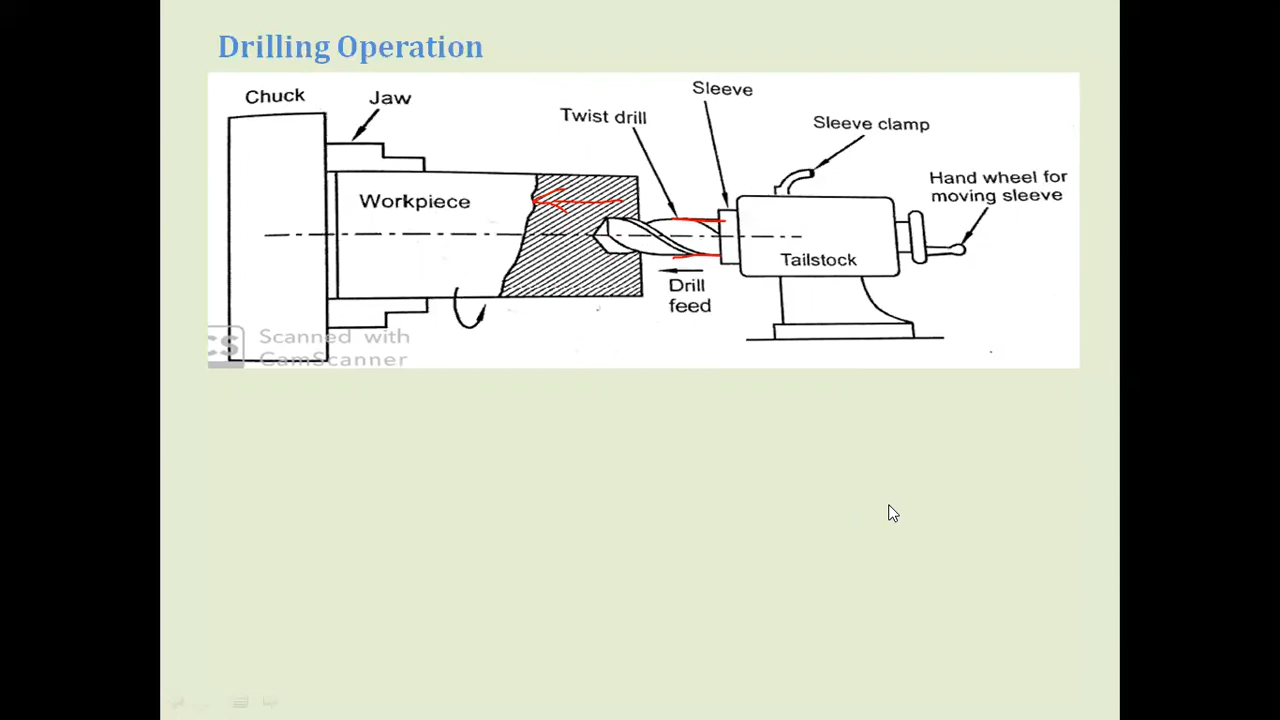 Drilling Operation
Chuck
Jaw
Sleeve
Twist drill
Sleeve clamp
Hand wheel for
moving sleeve
Workpiece
Tailstock
Drill
feed
CS
Scanned with
CamScanner